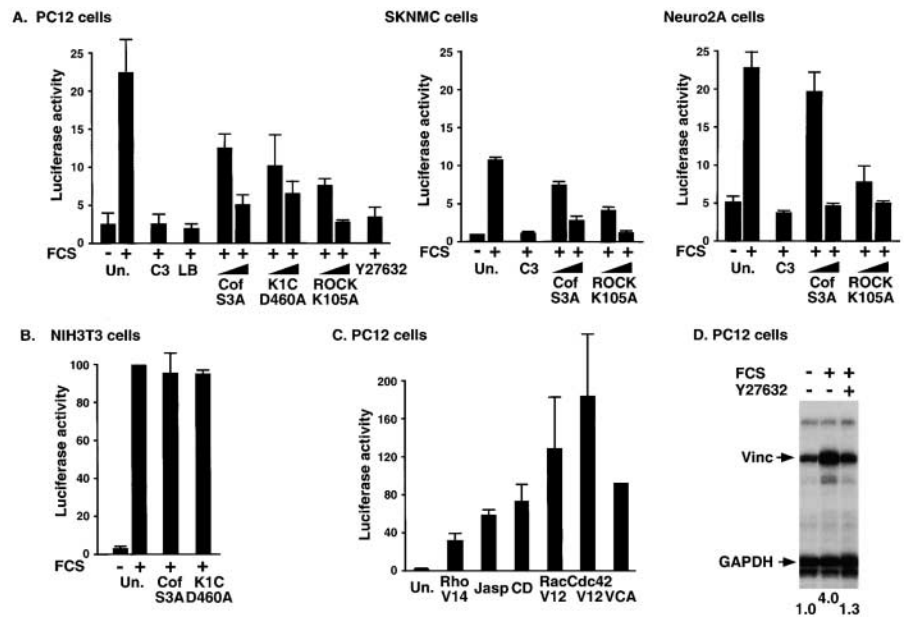 A. PC12 cells
SKNMC cells
Neuro2A cells
Luciferase activity
25
20
15
10
5
0
FCS - + + + + + + + + + +
Un. C3 LB Cof K1C ROCK Y27632
S3A D460A K105A
Luciferase activity
25
20
15
10
5
0
FCS - + + + + + +
Un. C3 Cof ROCK
S3A K105A
Luciferase activity
25
20
15
10
5
0
FCS - + + + + + +
Un. C3 Cof ROCK
S3A K105A
B. NIH3T3 cells
Luciferase activity
100
80
60
40
20
0
FCS - + + +
Un. Cof K1C
S3A D460A
C. PC12 cells
Luciferase activity
200
160
120
80
40
0
Un. Rho Jasp CD Rac Cdc42 VCA
V14 V12 V12
D. PC12 cells
FCS - + +
Y27632 - - +
Vinc
GAPDH
1.0 4.0 1.3